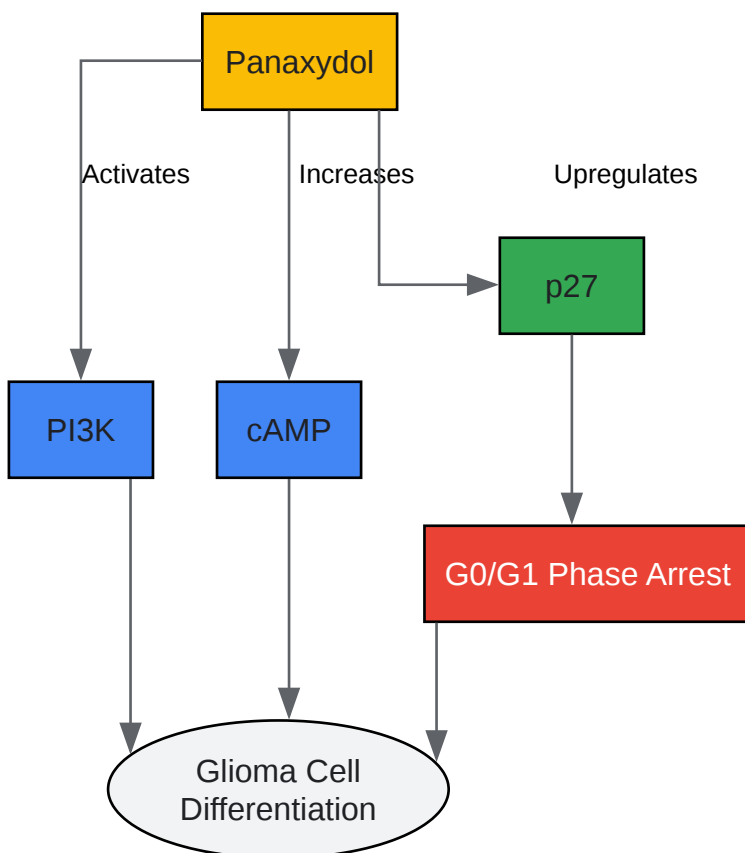 Panaxydol
Activates
Increases
Upregulates
p27
PI3K
cAMP
G0/G1 Phase Arrest
Glioma Cell
Differentiation